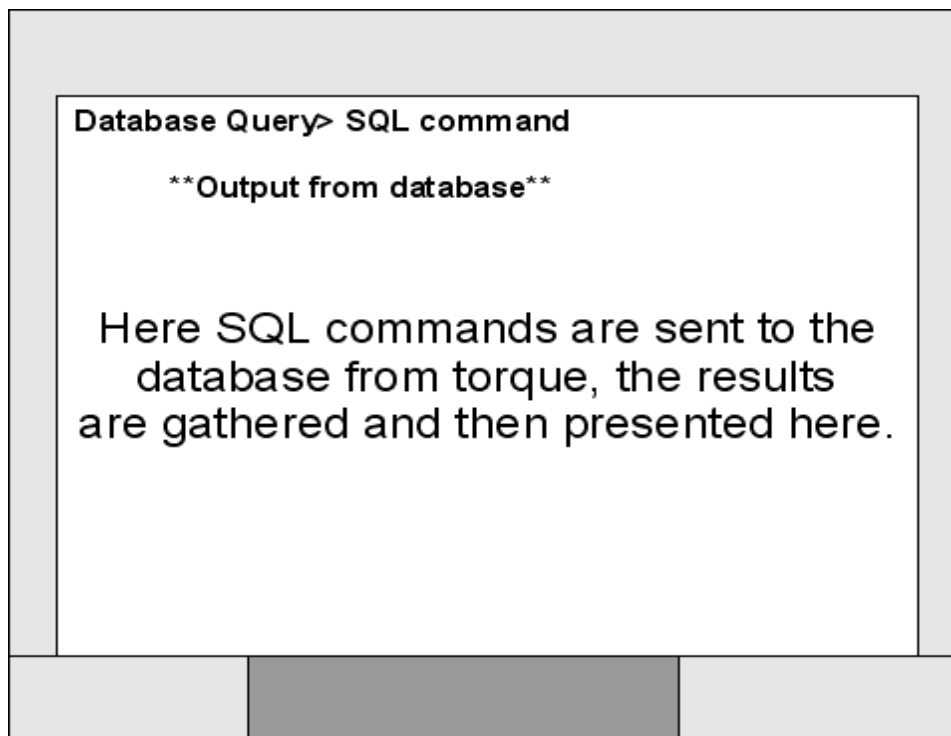 Database Query> SQL command
**Output from database**
Here SQL commands are sent to the
database from torque, the results
are gathered and then presented here.